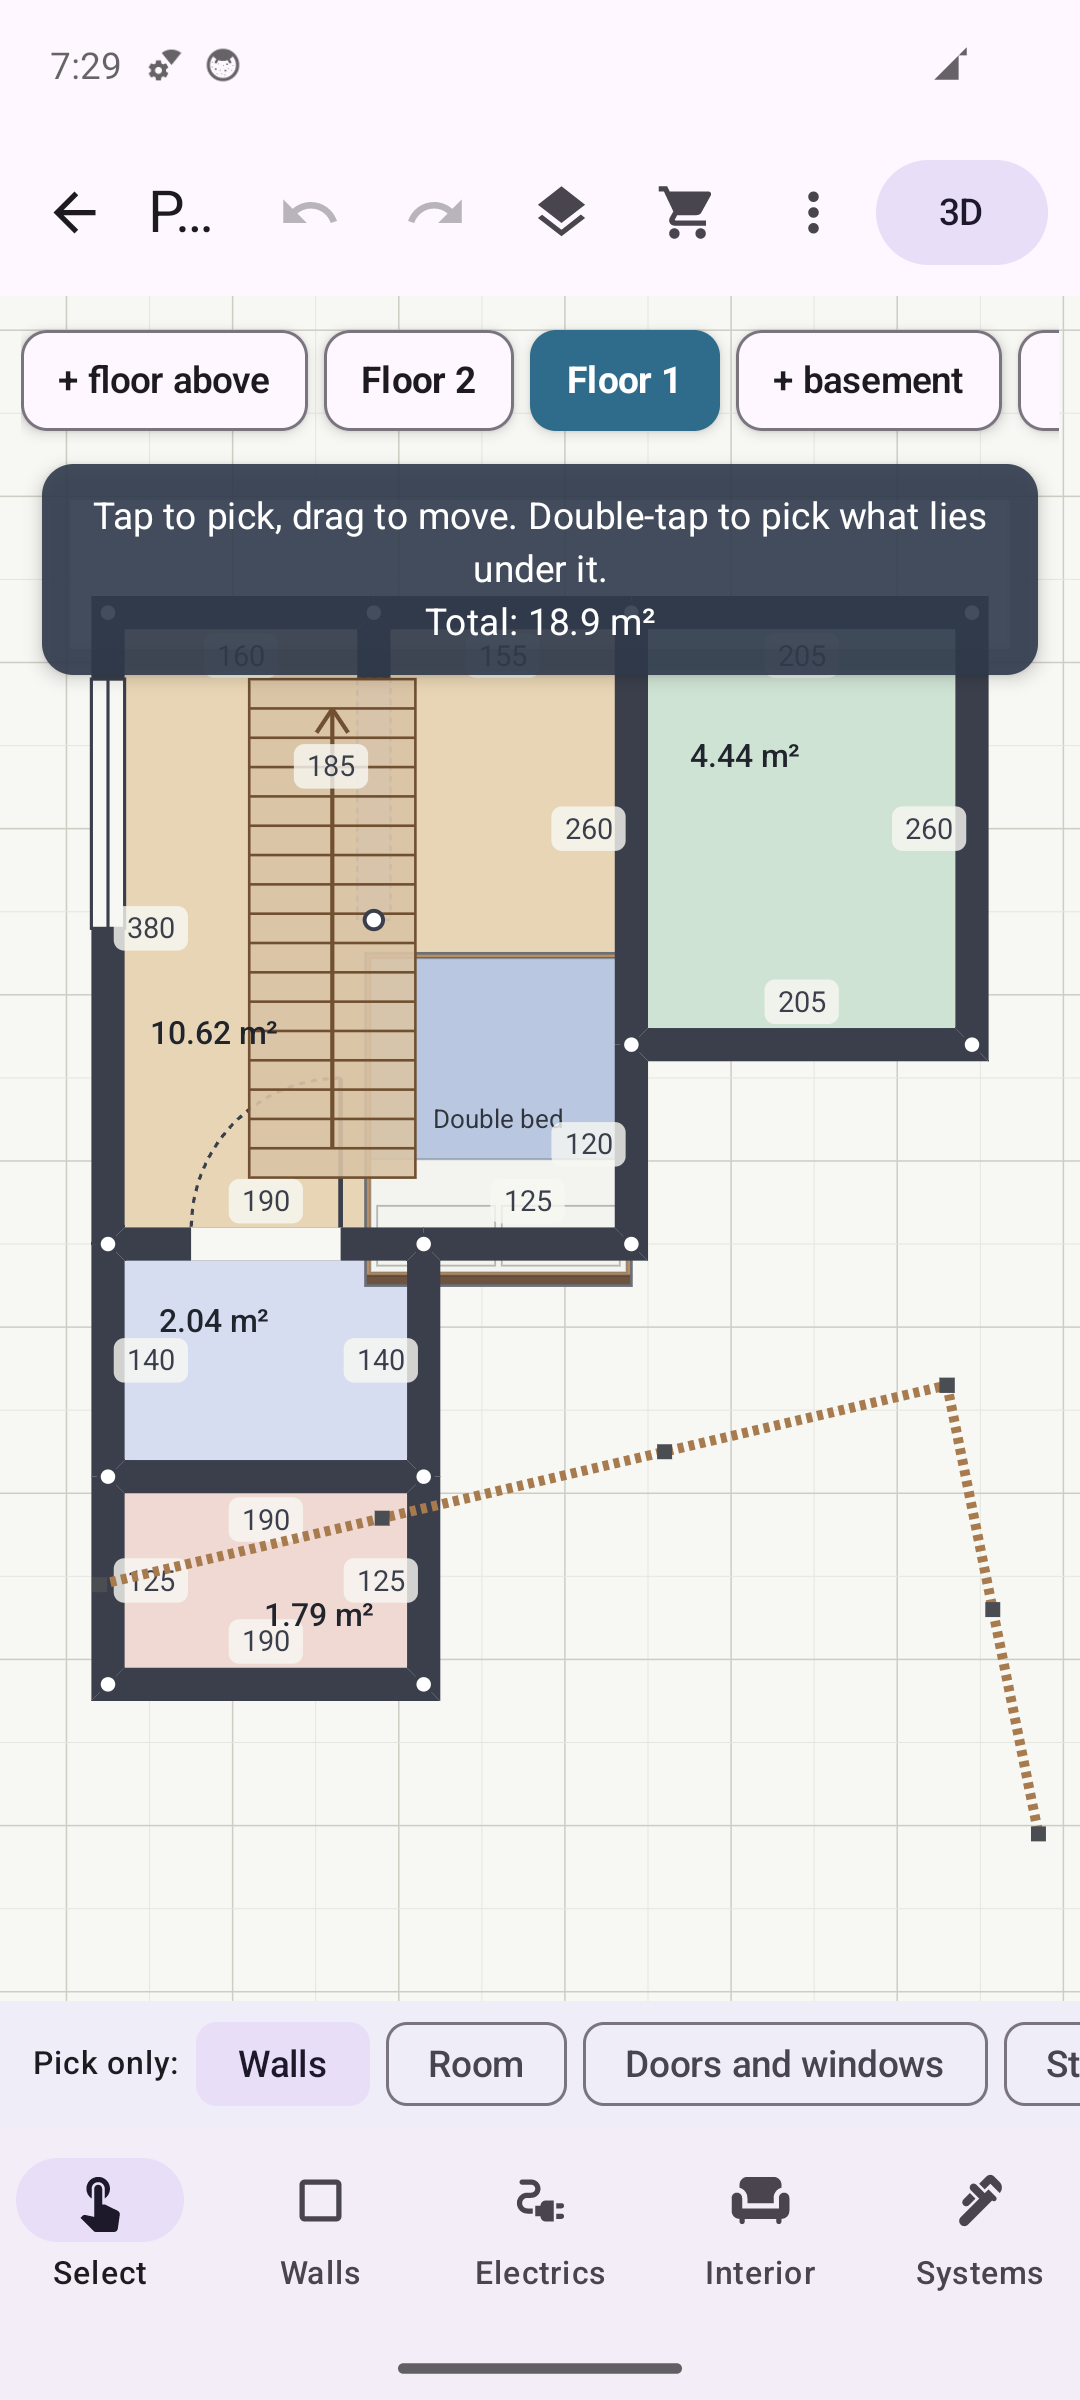 7:29
P...
3D
+ floor above
Floor 2
Floor 1
+ basement
Tap to pick, drag to move. Double-tap to pick what lies
under it.
Total: 18.9 m²
160
155
205
185
4.44 m²
260
260
380
205
10.62 m²
Double bed
120
190
125
2.04 m²
140
140
190
125
125
1.79 m²
190
Pick only:
Walls
Room
Doors and windows
St
Select
Walls
Electrics
Interior
Systems